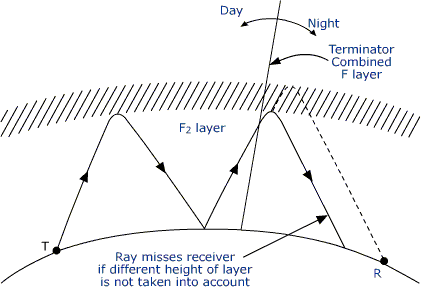 Day
Night
Terminator
Combined
F layer
F2 layer
T
Ray misses receiver
if different height of layer
is not taken into account
R